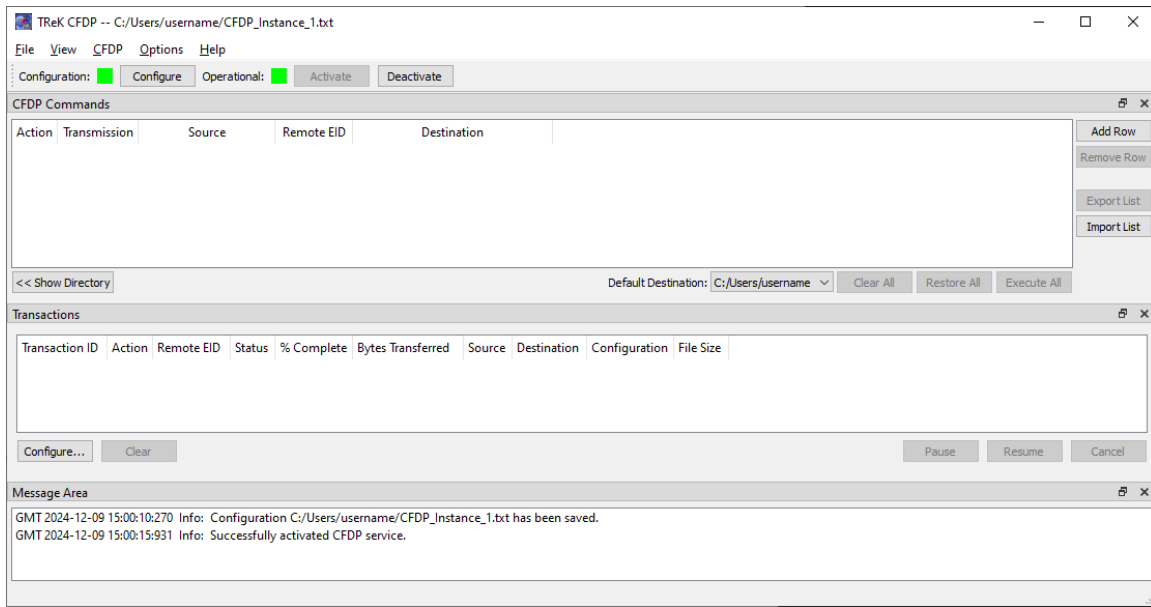 TReK CFDP -- C:/Users/username/CFDP_Instance_1.txt
File View CFDP Options Help
Configuration: Configure Operational: Activate Deactivate
CFDP Commands
Action Transmission Source Remote EID Destination
Add Row
Remove Row
Export List
Import List
<< Show Directory Default Destination: C:/Users/username Clear All Restore All Execute All
Transactions
Transaction ID Action Remote EID Status % Complete Bytes Transferred Source Destination Configuration File Size
Configure... Clear Pause Resume Cancel
Message Area
GMT 2024-12-09 15:00:10:270 Info: Configuration C:/Users/username/CFDP_Instance_1.txt has been saved.
GMT 2024-12-09 15:00:15:931 Info: Successfully activated CFDP service.